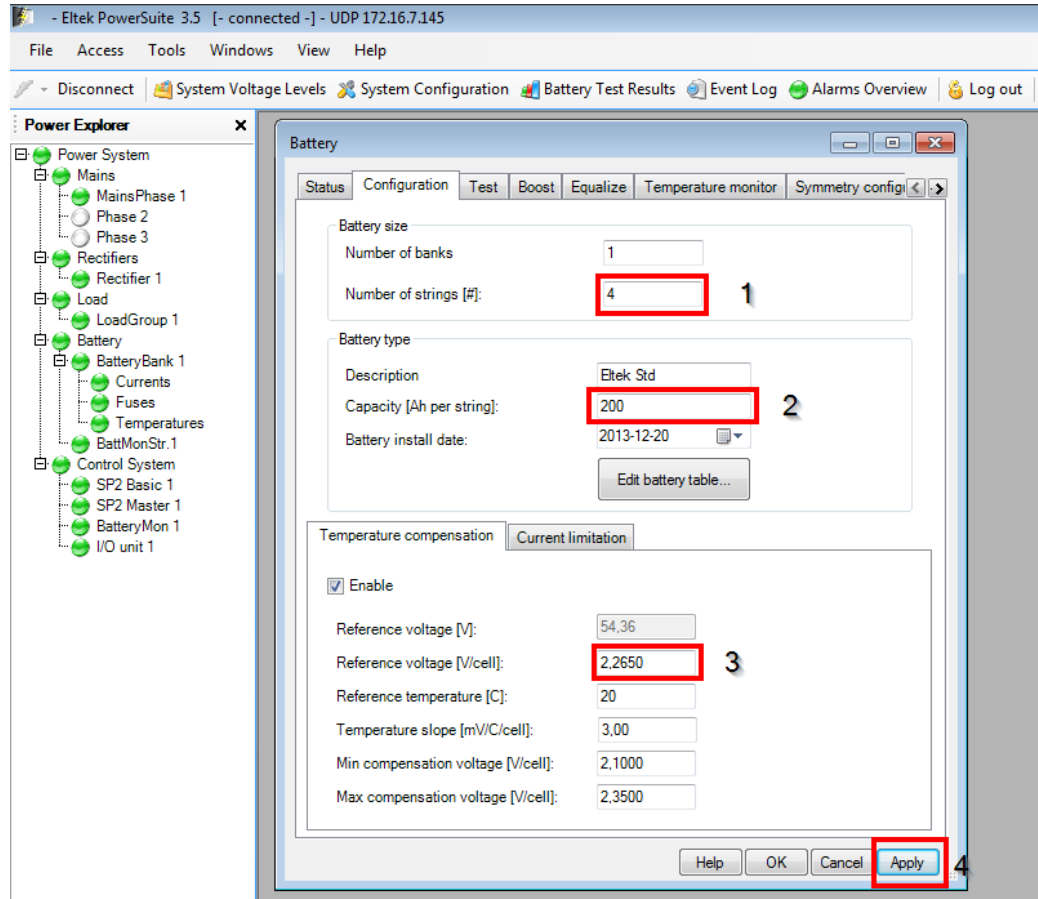 - Eltek PowerSuite 3.5 [- connected -] - UDP 172.16.7.145
File Access Tools Windows View Help
Disconnect System Voltage Levels System Configuration Battery Test Results Event Log Alarms Overview Log out
Power Explorer x
Power System
Mains
MainsPhase 1
Phase 2
Phase 3
Rectifiers
Rectifier 1
Load
LoadGroup 1
Battery
BatteryBank 1
Currents
Fuses
Temperatures
BattMonStr.1
Control System
SP2 Basic 1
SP2 Master 1
BatteryMon 1
I/O unit 1
Battery
Status Configuration Test Boost Equalize Temperature monitor Symmetry configu
Battery size
Number of banks 1
Number of strings [#]: 4 1
Battery type
Description Eltek Std
Capacity [Ah per string]: 200 2
Battery install date: 2013-12-20
Edit battery table...
Temperature compensation Current limitation
Enable
Reference voltage [V]: 54,36
Reference voltage [V/cell]: 2,2650 3
Reference temperature [C]: 20
Temperature slope [mV/C/cell]: 3,00
Min compensation voltage [V/cell]: 2,1000
Max compensation voltage [V/cell]: 2,3500
Help OK Cancel Apply 4